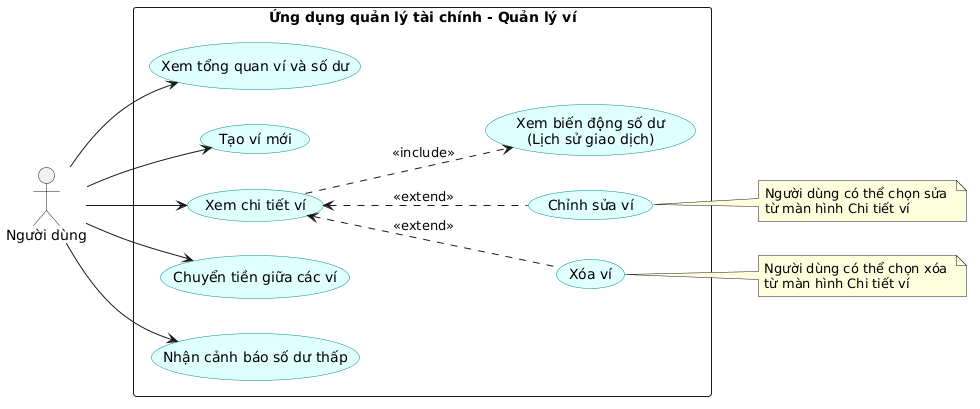 Ứng dụng quản lý tài chính - Quản lý ví
Xem tổng quan ví và số dư
Tạo ví mới
Xem chi tiết ví
Chuyển tiền giữa các ví
Nhận cảnh báo số dư thấp
Người dùng
«include»
«extend»
«extend»
Xem biến động số dư
(Lịch sử giao dịch)
Chỉnh sửa ví
Xóa ví
Người dùng có thể chọn sửa
từ màn hình Chi tiết ví
Người dùng có thể chọn xóa
từ màn hình Chi tiết ví